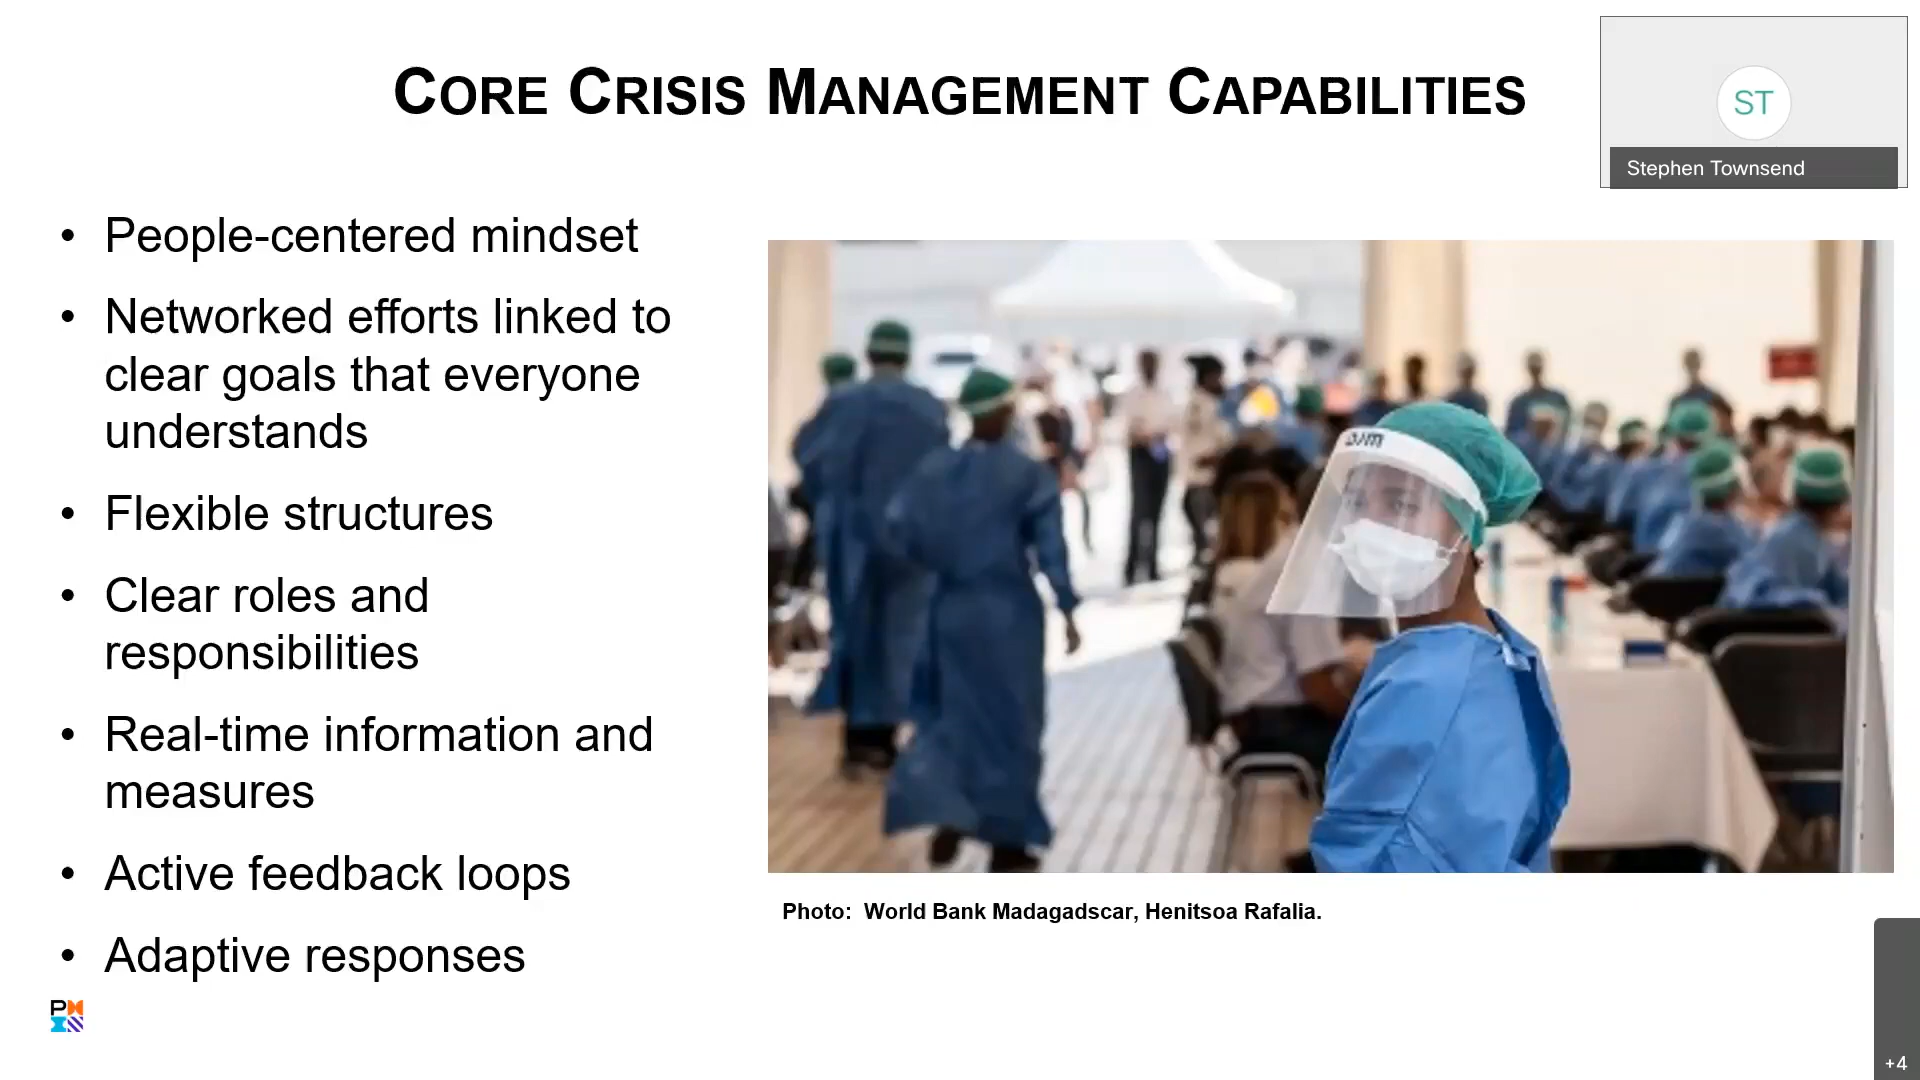 CORE CRISIS MANAGEMENT CAPABILITIES
ST
Stephen Townsend
• People-centered mindset
• Networked efforts linked to
clear goals that everyone
understands
• Flexible structures
• Clear roles and
responsibilities
• Real-time information and
measures
• Active feedback loops
• Adaptive responses
Photo:  World Bank Madagadscar, Henitsoa Rafalia.
+4